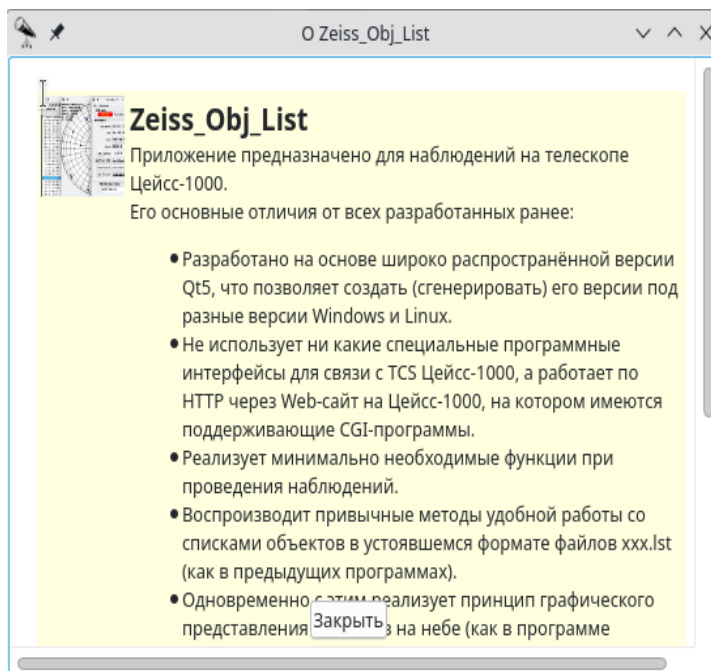 О Zeiss_Obj_List
Zeiss_Obj_List
Приложение предназначено для наблюдений на телескопе
Цейсс-1000.
Его основные отличия от всех разработанных ранее:
● Разработано на основе широко распространённой версии
Qt5, что позволяет создать (сгенерировать) его версии под
разные версии Windows и Linux.
● Не использует ни какие специальные программные
интерфейсы для связи с TCS Цейсс-1000, а работает по
HTTP через Web-сайт на Цейсс-1000, на котором имеются
поддерживающие CGI-программы.
● Реализует минимально необходимые функции при
проведения наблюдений.
● Воспроизводит привычные методы удобной работы со
списками объектов в устоявшемся формате файлов xxx.lst
(как в предыдущих программах).
● Одновременно с этим реализует принцип графического
представления на небе (как в программе
Закрыть